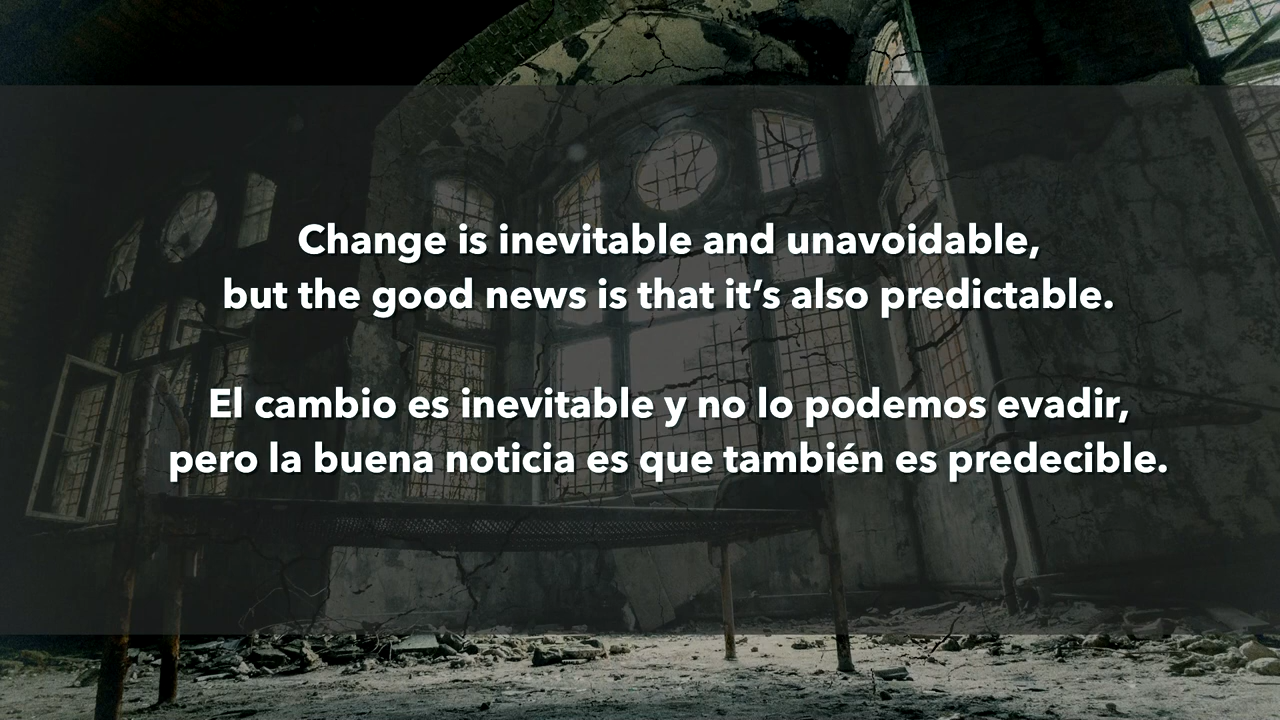 Change is inevitable and unavoidable,
but the good news is that it’s also predictable.
El cambio es inevitable y no lo podemos evadir,
pero la buena noticia es que también es predecible.